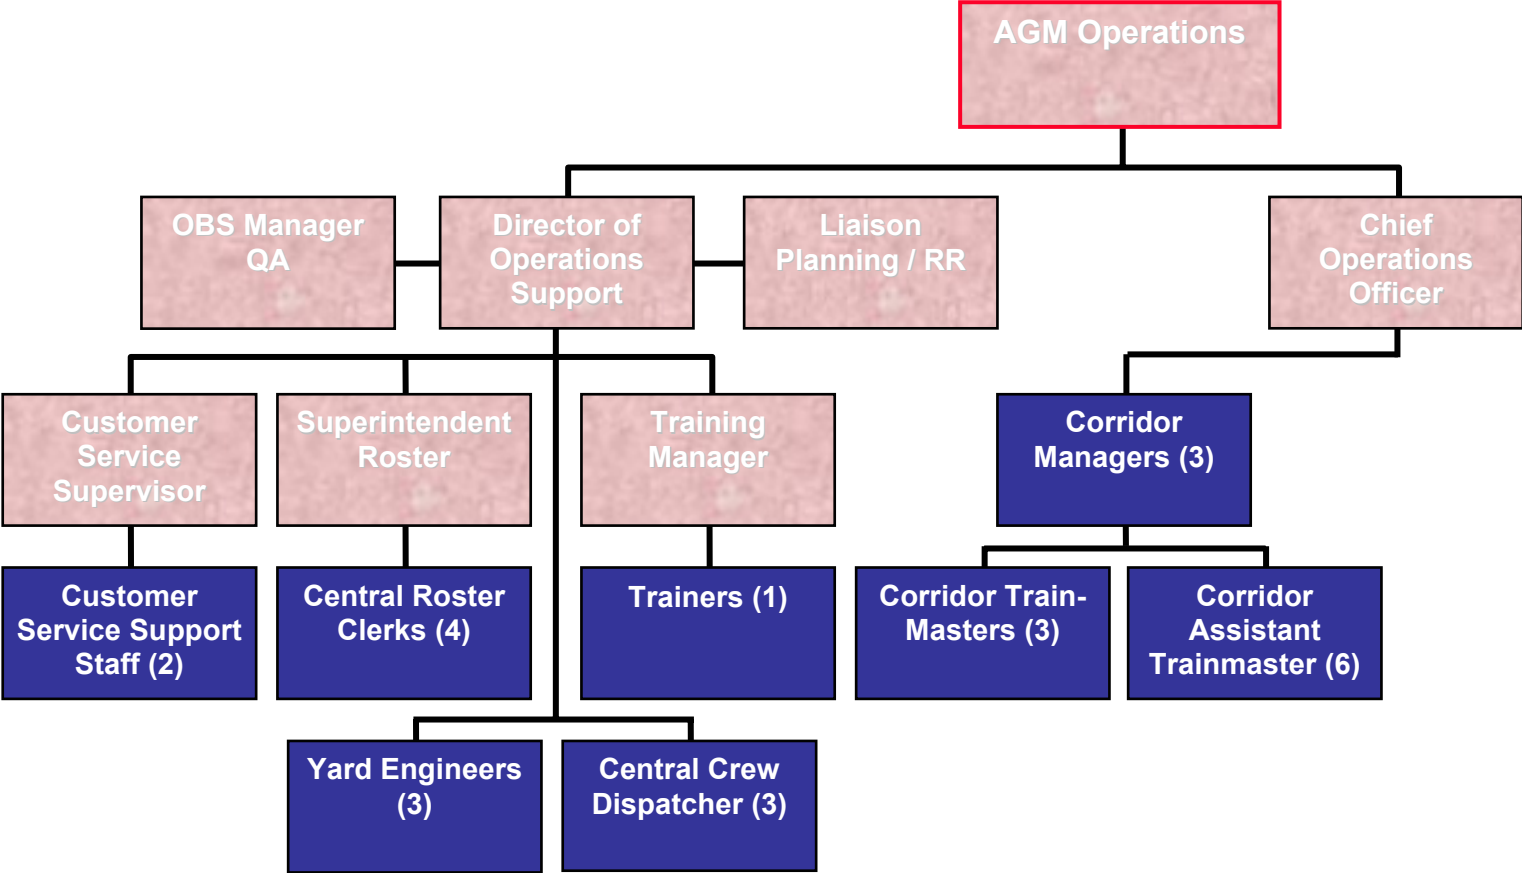 AGM Operations
OBS Manager
QA
Director of
Operations
Support
Liaison
Planning / RR
Chief
Operations
Officer
Customer
Service
Supervisor
Superintendent
Roster
Training
Manager
Corridor
Managers (3)
Customer
Service Support
Staff (2)
Central Roster
Clerks (4)
Trainers (1)
Corridor Train-
Masters (3)
Corridor
Assistant
Trainmaster (6)
Yard Engineers
(3)
Central Crew
Dispatcher (3)